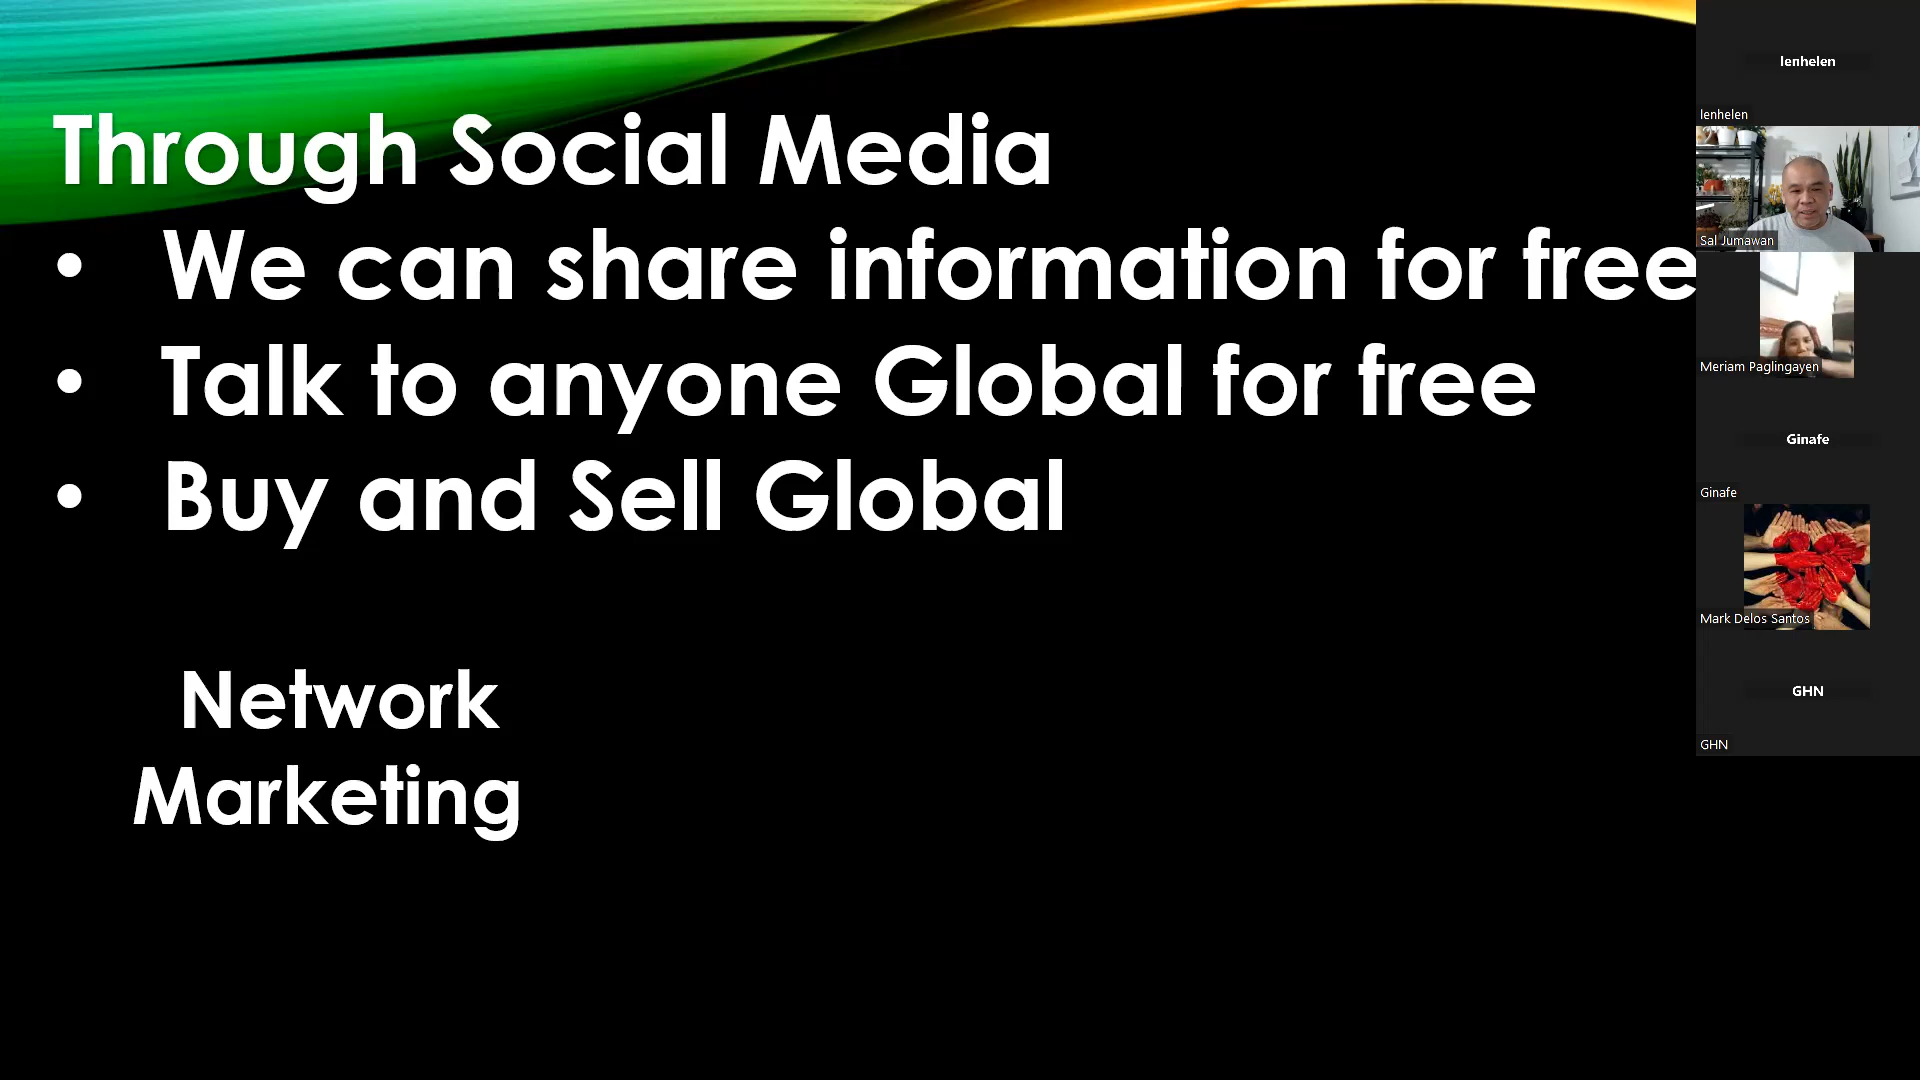 Through Social Media
• We can share information for free
• Talk to anyone Global for free
• Buy and Sell Global
Network
Marketing
lenhelen
lenhelen
Sal Jumawan
Meriam Paglingayen
Ginafe
Ginafe
Mark Delos Santos
GHN
GHN